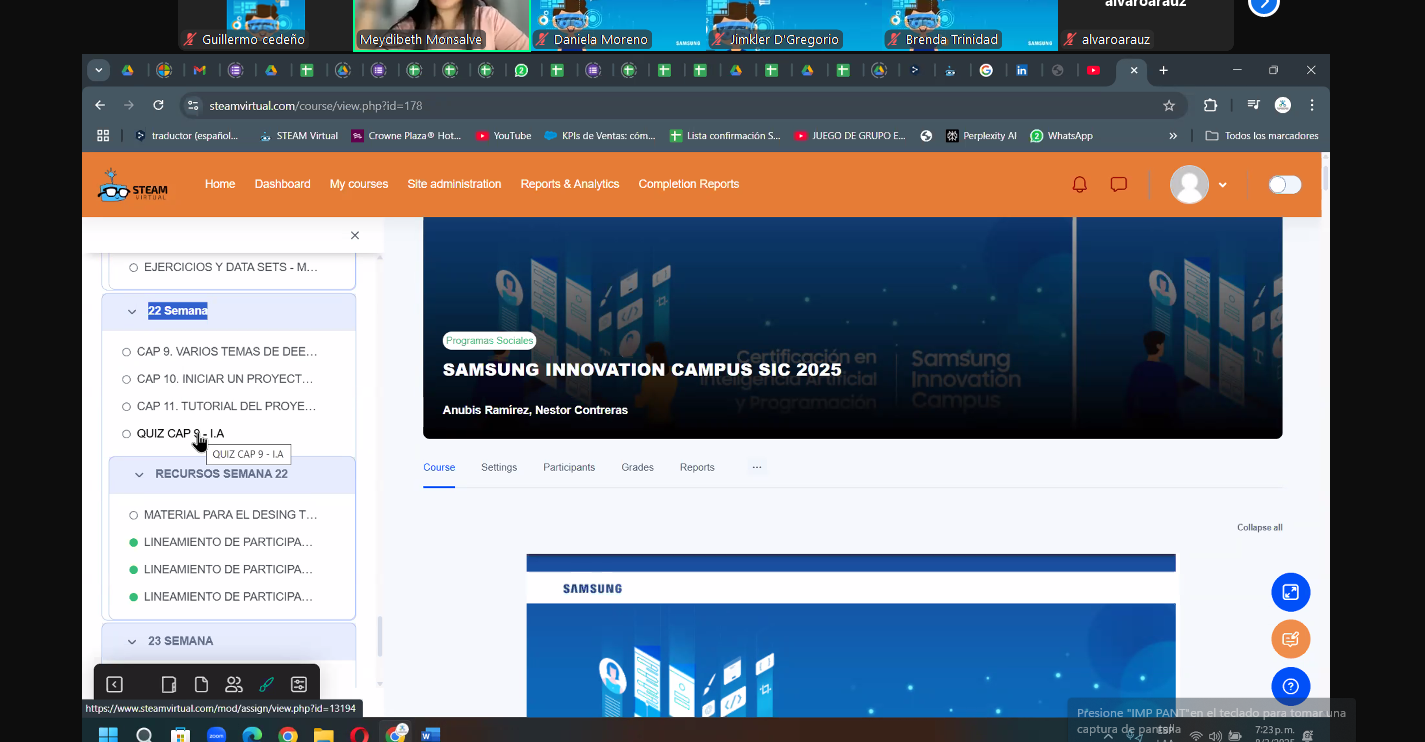 alvaroarauz
Guillermo cedeño
Meydibeth Monsalve
Daniela Moreno
Jimkler D'Gregorio
Brenda Trinidad
alvaroarauz
steamvirtual.com/course/view.php?id=178
traductor (español...
STEAM Virtual
Crowne Plaza® Hot...
YouTube
KPIs de Ventas: cóm...
Lista confirmación S...
JUEGO DE GRUPO E...
Perplexity AI
WhatsApp
»
Todos los marcadores
STEAM
VIRTUAL
Home
Dashboard
My courses
Site administration
Reports & Analytics
Completion Reports
EJERCICIOS Y DATA SETS - M...
22 Semana
CAP 9. VARIOS TEMAS DE DEE...
CAP 10. INICIAR UN PROYECT...
CAP 11. TUTORIAL DEL PROYE...
QUIZ CAP 9 - I.A
QUIZ CAP 9 - I.A
RECURSOS SEMANA 22
MATERIAL PARA EL DESING T...
LINEAMIENTO DE PARTICIPA...
LINEAMIENTO DE PARTICIPA...
LINEAMIENTO DE PARTICIPA...
23 SEMANA
https://www.steamvirtual.com/mod/assign/view.php?id=13194
Programas Sociales
Certificación en
Inteligencia Artificial
y Programación
Samsung
Innovation
Campus
SAMSUNG INNOVATION CAMPUS SIC 2025
Anubis Ramírez, Nestor Contreras
Course
Settings
Participants
Grades
Reports
...
Collapse all
SAMSUNG
Presione "IMP PANT"en el teclado para tomar una
captura de pantalla
ESP
7:23 p.m.